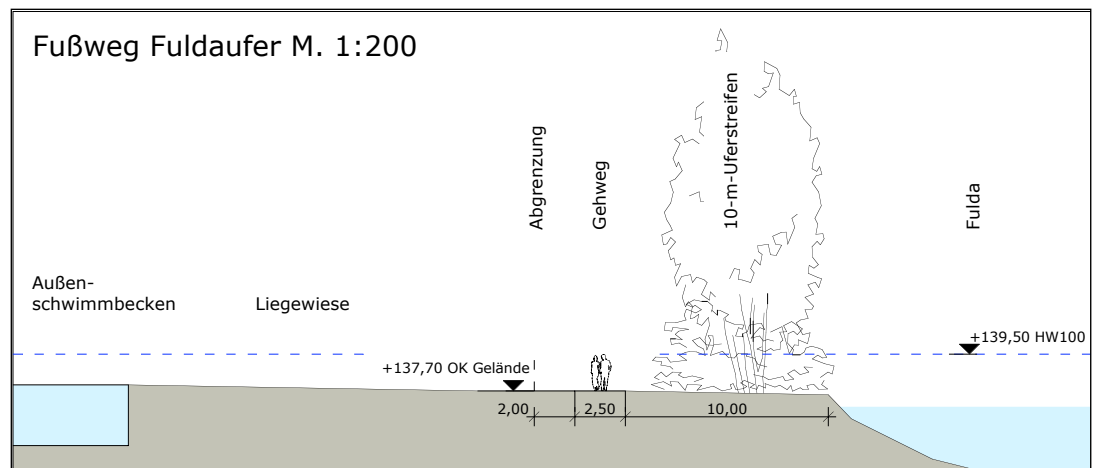 Fußweg Fuldaufer M. 1:200
Abgrenzung
Gehweg
10-m-Uferstreifen
Fulda
Außen-
schwimmbecken
Liegewiese
+139,50 HW100
+137,70 OK Gelände
2,00
2,50
10,00